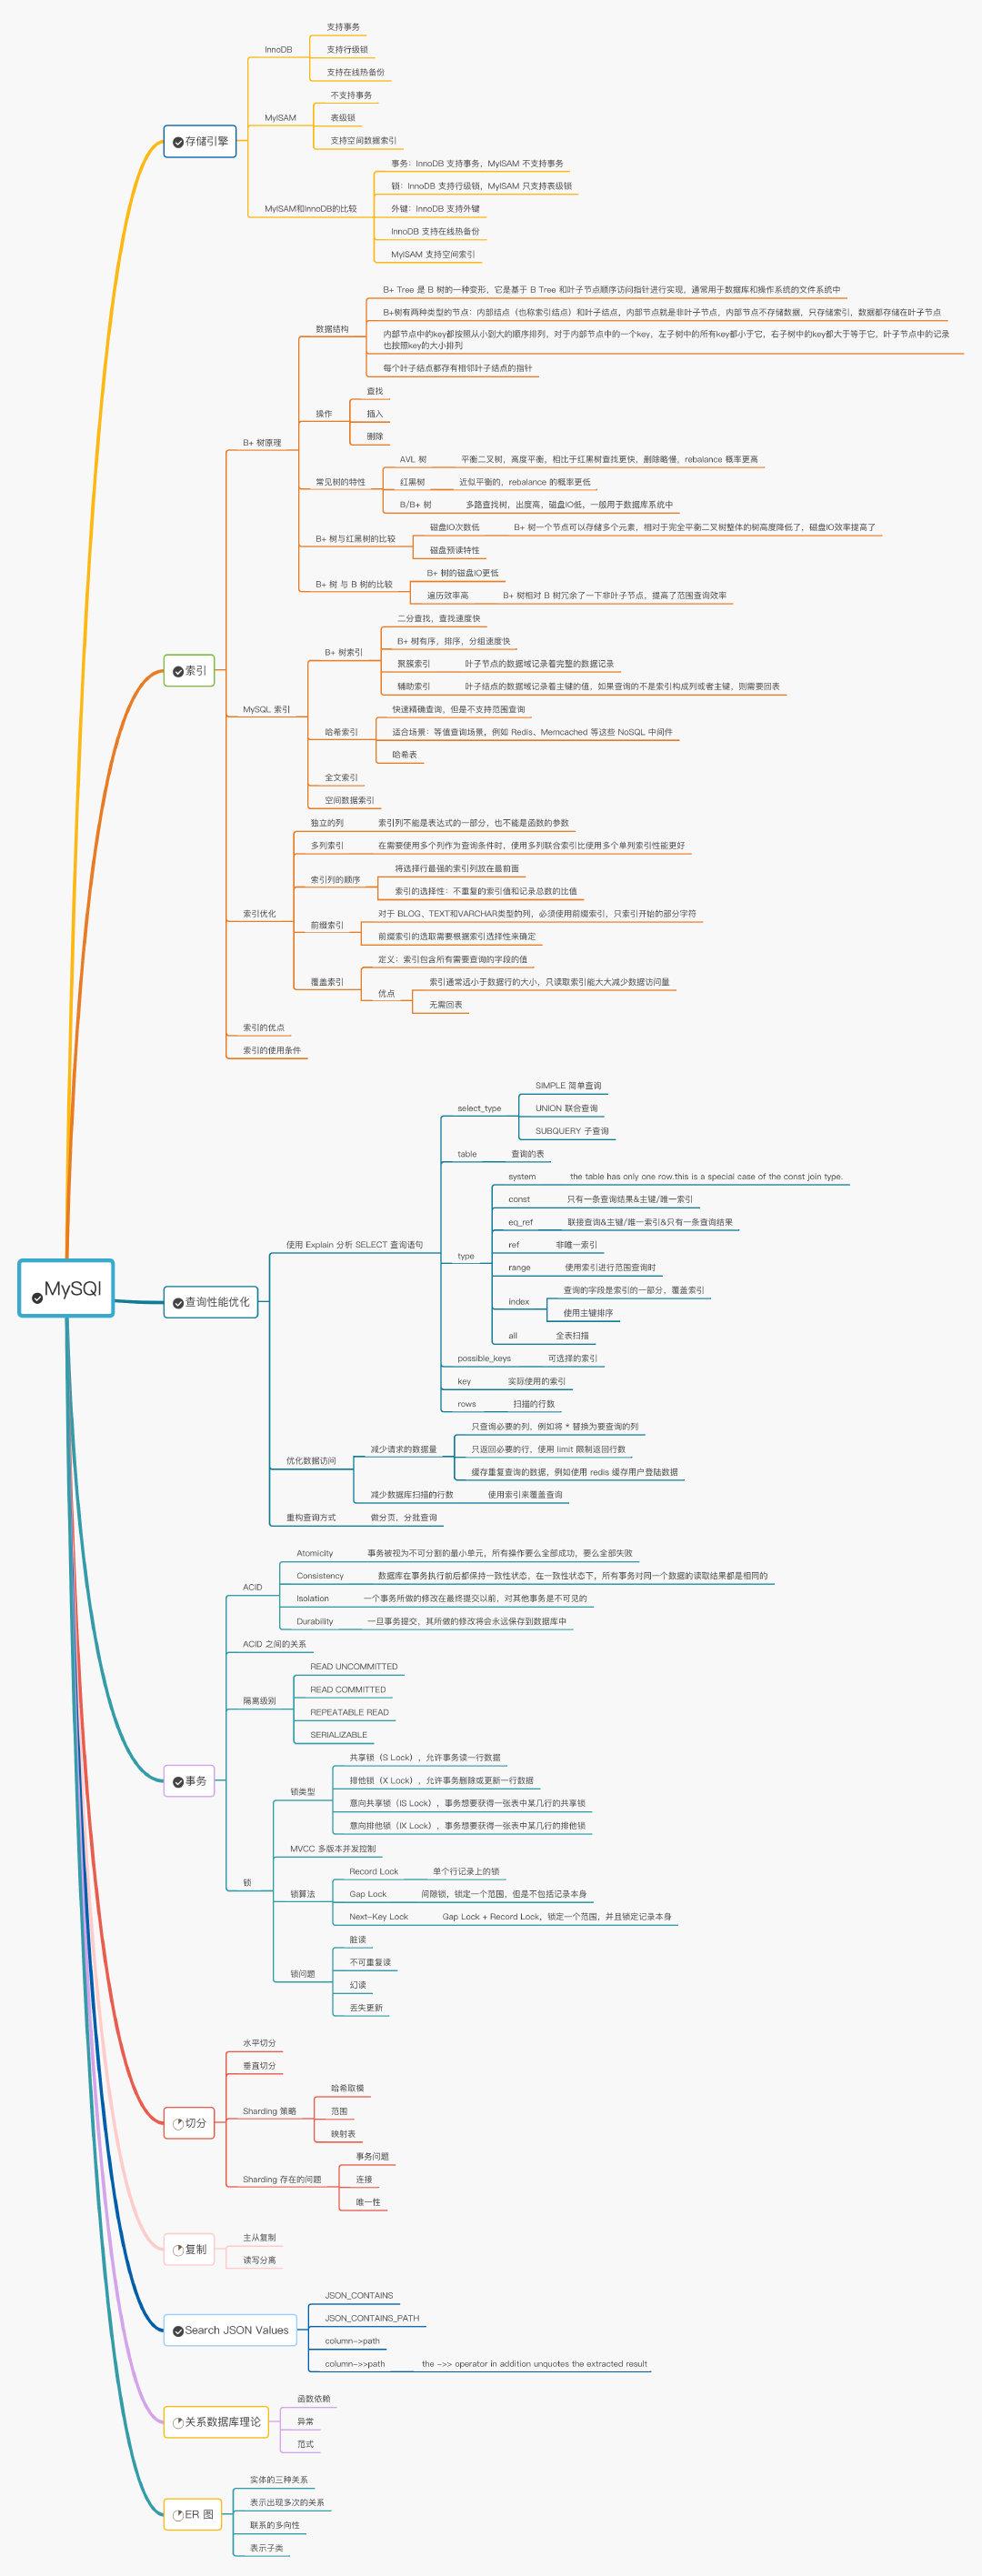 MySQl
存储引擎
InnoDB
支持事务
支持行级锁
支持在线热备份
MyISAM
不支持事务
表级锁
支持空间数据索引
MyISAM和InnoDB的比较
事务：InnoDB 支持事务，MyISAM 不支持事务
锁：InnoDB 支持行级锁，MyISAM 只支持表级锁
外键：InnoDB 支持外键
InnoDB 支持在线热备份
MyISAM 支持空间索引
索引
B+ 树原理
数据结构
B+ Tree 是 B 树的一种变形，它是基于 B Tree 和叶子节点顺序访问指针进行实现，通常用于数据库和操作系统的文件系统中
B+树有两种类型的节点：内部结点（也称索引结点）和叶子结点，内部节点就是非叶子节点，内部节点不存储数据，只存储索引，数据都存储在叶子节点
内部节点中的key都按照从小到大的顺序排列，对于内部节点中的一个key，左子树中的所有key都小于它，右子树中的key都大于等于它，叶子节点中的记录
也按照key的大小排列
每个叶子结点都存有相邻叶子结点的指针
操作
查找
插入
删除
常见树的特性
AVL 树
平衡二叉树，高度平衡，相比于红黑树查找更快，删除略慢，rebalance 概率更高
红黑树
近似平衡的，rebalance 的概率更低
B/B+ 树
多路查找树，出度高，磁盘IO低，一般用于数据库系统中
B+ 树与红黑树的比较
磁盘IO次数低
B+ 树一个节点可以存储多个元素，相对于完全平衡二叉树整体的树高度降低了，磁盘IO效率提高了
磁盘预读特性
B+ 树 与 B 树的比较
B+ 树的磁盘IO更低
遍历效率高
B+ 树相对 B 树冗余了一下非叶子节点，提高了范围查询效率
MySQL 索引
B+ 树索引
二分查找，查找速度快
B+ 树有序，排序，分组速度快
聚簇索引
叶子节点的数据域记录着完整的数据记录
辅助索引
叶子结点的数据域记录着主键的值，如果查询的不是索引构成列或者主键，则需要回表
哈希索引
快速精确查询，但是不支持范围查询
适合场景：等值查询场景，例如 Redis、Memcached 等这些 NoSQL 中间件
哈希表
全文索引
空间数据索引
索引优化
独立的列
索引列不能是表达式的一部分，也不能是函数的参数
多列索引
在需要使用多个列作为查询条件时，使用多列联合索引比使用多个单列索引性能更好
索引列的顺序
将选择行最强的索引列放在最前面
索引的选择性：不重复的索引值和记录总数的比值
前缀索引
对于 BLOG、TEXT和VARCHAR类型的列，必须使用前缀索引，只索引开始的部分字符
前缀索引的选取需要根据索引选择性来确定
覆盖索引
定义：索引包含所有需要查询的字段的值
优点
索引通常远小于数据行的大小，只读取索引能大大减少数据访问量
无需回表
索引的优点
索引的使用条件
查询性能优化
使用 Explain 分析 SELECT 查询语句
select_type
SIMPLE 简单查询
UNION 联合查询
SUBQUERY 子查询
table
查询的表
type
system
the table has only one row.this is a special case of the const join type.
const
只有一条查询结果&主键/唯一索引
eq_ref
联接查询&主键/唯一索引&只有一条查询结果
ref
非唯一索引
range
使用索引进行范围查询时
index
查询的字段是索引的一部分，覆盖索引
使用主键排序
all
全表扫描
possible_keys
可选择的索引
key
实际使用的索引
rows
扫描的行数
优化数据访问
减少请求的数据量
只查询必要的列，例如将 * 替换为要查询的列
只返回必要的行，使用 limit 限制返回行数
缓存重复查询的数据，例如使用 redis 缓存用户登陆数据
减少数据库扫描的行数
使用索引来覆盖查询
重构查询方式
做分页，分批查询
事务
ACID
Atomicity
事务被视为不可分割的最小单元，所有操作要么全部成功，要么全部失败
Consistency
数据库在事务执行前后都保持一致性状态，在一致性状态下，所有事务对同一个数据的读取结果都是相同的
Isolation
一个事务所做的修改在最终提交以前，对其他事务是不可见的
Durability
一旦事务提交，其所做的修改将会永远保存到数据库中
ACID 之间的关系
隔离级别
READ UNCOMMITTED
READ COMMITTED
REPEATABLE READ
SERIALIZABLE
锁
锁类型
共享锁（S Lock），允许事务读一行数据
排他锁（X Lock），允许事务删除或更新一行数据
意向共享锁（IS Lock），事务想要获得一张表中某几行的共享锁
意向排他锁（IX Lock），事务想要获得一张表中某几行的排他锁
MVCC 多版本并发控制
锁算法
Record Lock
单个行记录上的锁
Gap Lock
间隙锁，锁定一个范围，但是不包括记录本身
Next-Key Lock
Gap Lock + Record Lock，锁定一个范围，并且锁定记录本身
锁问题
脏读
不可重复读
幻读
丢失更新
切分
水平切分
垂直切分
Sharding 策略
哈希取模
范围
映射表
Sharding 存在的问题
事务问题
连接
唯一性
复制
主从复制
读写分离
Search JSON Values
JSON_CONTAINS
JSON_CONTAINS_PATH
column->path
column->>path
the ->> operator in addition unquotes the extracted result
关系数据库理论
函数依赖
异常
范式
ER 图
实体的三种关系
表示出现多次的关系
联系的多向性
表示子类